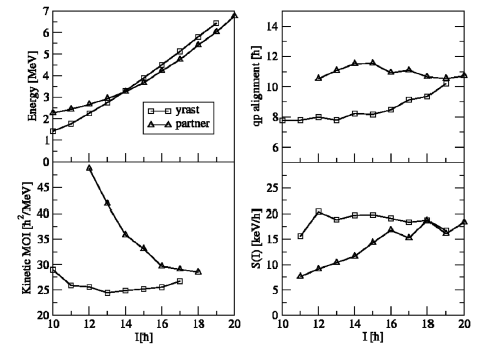 7
6
5
4
3
2
1
0
Energy [MeV]
yrast
partner
14
12
10
8
6
qp alignment [ħ]
45
40
35
30
25
20
Kinetic MOI [ħ²/MeV]
10 12 14 16 18 20
I[ħ]
25
20
15
10
5
0
S(I) [keV/ħ]
10 11 12 14 16 18 20
I [ħ]